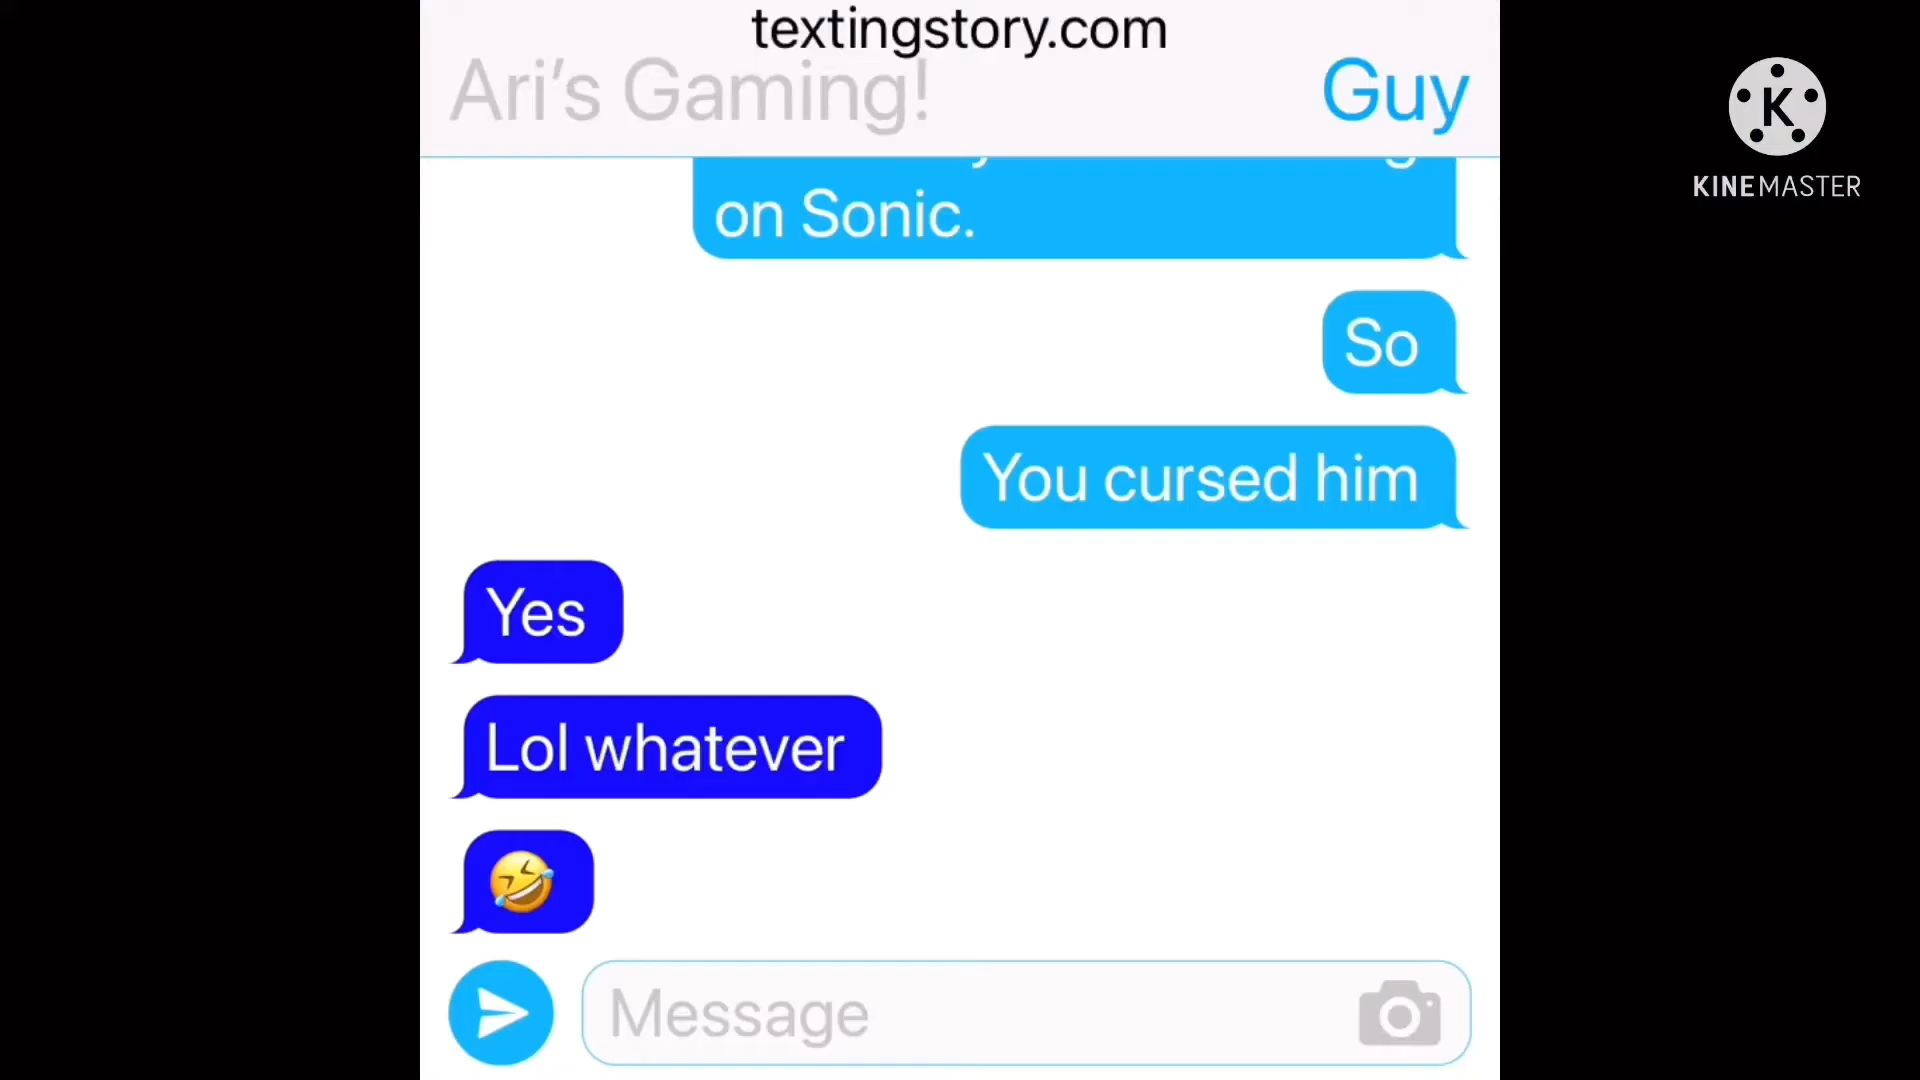 textingstory.com
Ari's Gaming!
Guy
on Sonic.
So
You cursed him
Yes
Lol whatever
🤣
Message
K
KINEMASTER